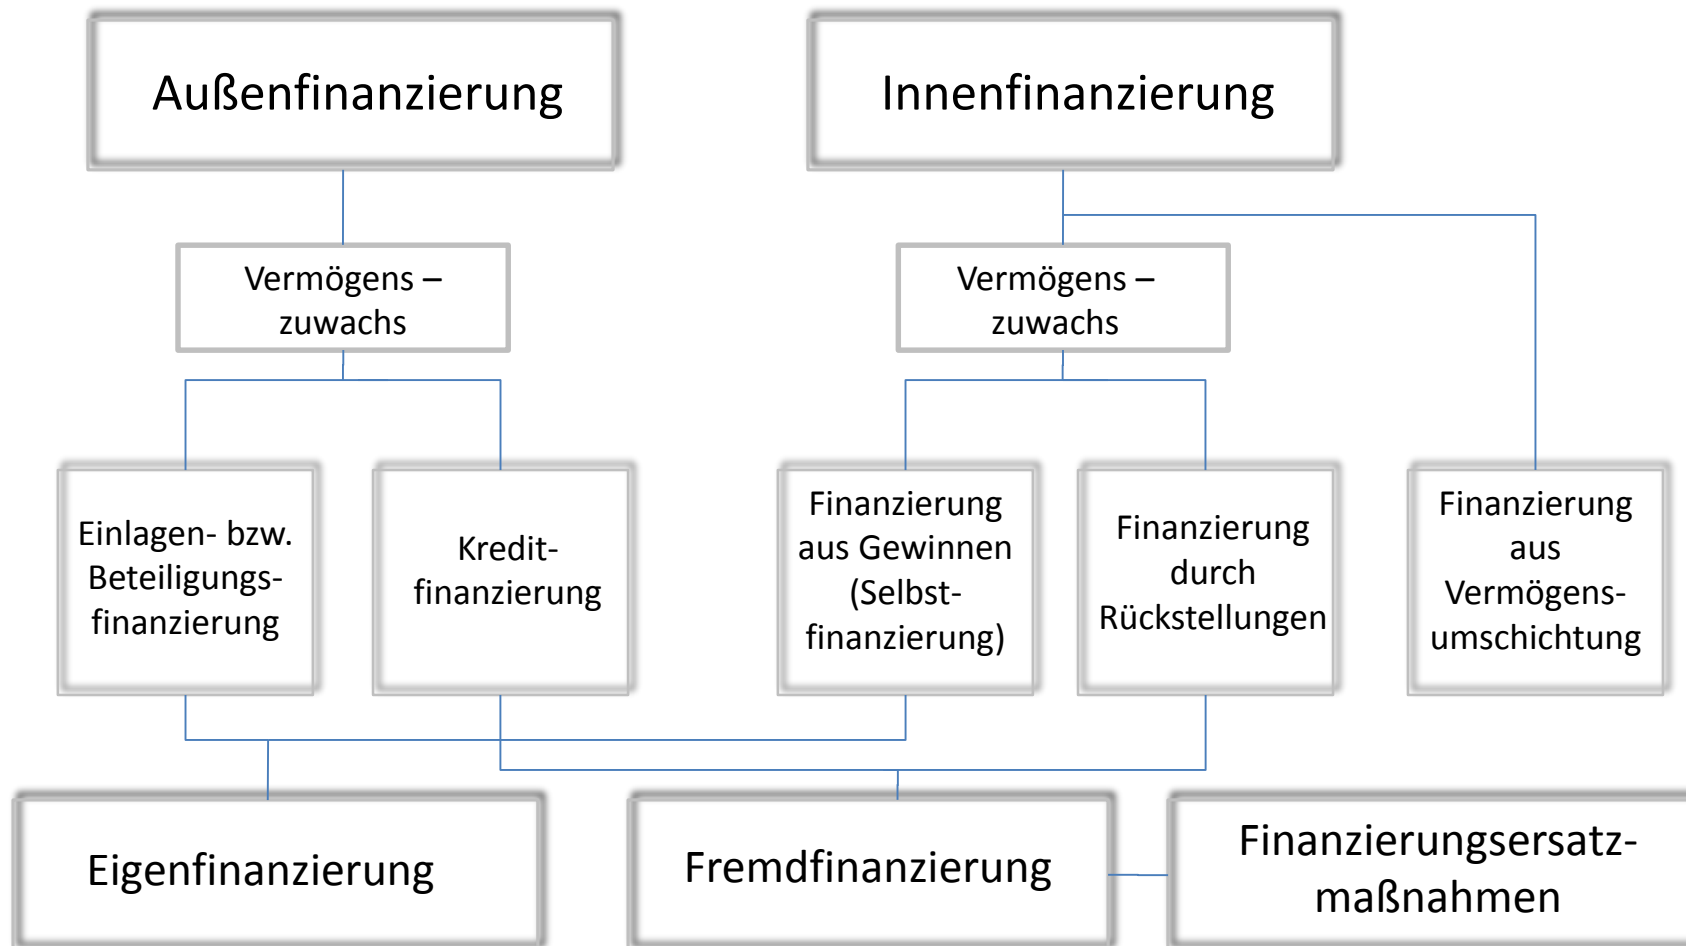 Außenfinanzierung
Innenfinanzierung
Vermögens –
zuwachs
Vermögens –
zuwachs
Einlagen- bzw.
Beteiligungs-
finanzierung
Kredit-
finanzierung
Finanzierung
aus Gewinnen
(Selbst-
finanzierung)
Finanzierung
durch
Rückstellungen
Finanzierung
aus
Vermögens-
umschichtung
Eigenfinanzierung
Fremdfinanzierung
Finanzierungsersatz-
maßnahmen